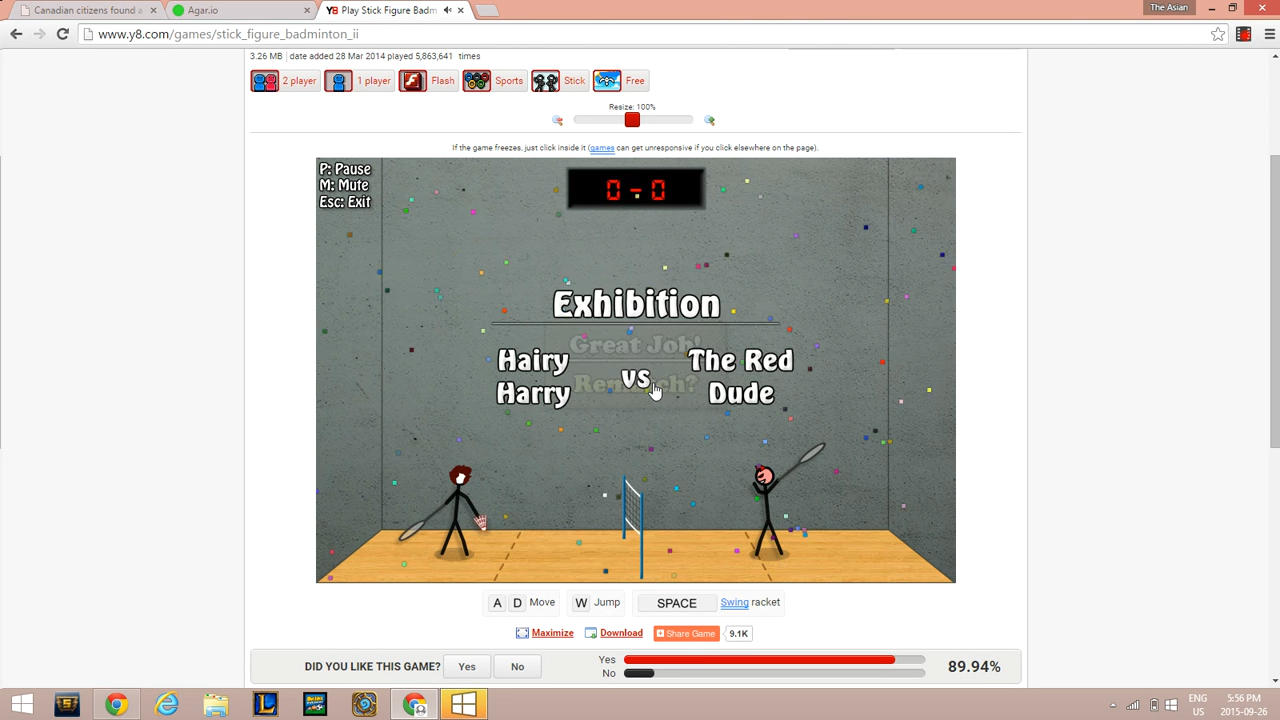 Canadian citizens found a
Agar.io
Y8 Play Stick Figure Badm
The Asian
www.y8.com/games/stick_figure_badminton_ii
3.26 MB | date added 28 Mar 2014 played 5,863,641 times
2 player 1 player Flash Sports Stick Free
Resize: 100%
If the game freezes, just click inside it (games can get unresponsive if you click elsewhere on the page).
P: Pause
M: Mute
Esc: Exit
0 - 0
Exhibition
Great Job!
Hairy Harry vs The Red Dude
Rematch?
A D Move W Jump SPACE Swing racket
Maximize Download Share Game 9.1K
DID YOU LIKE THIS GAME? Yes No
Yes
No
89.94%
ENG
US
5:56 PM
2015-09-26